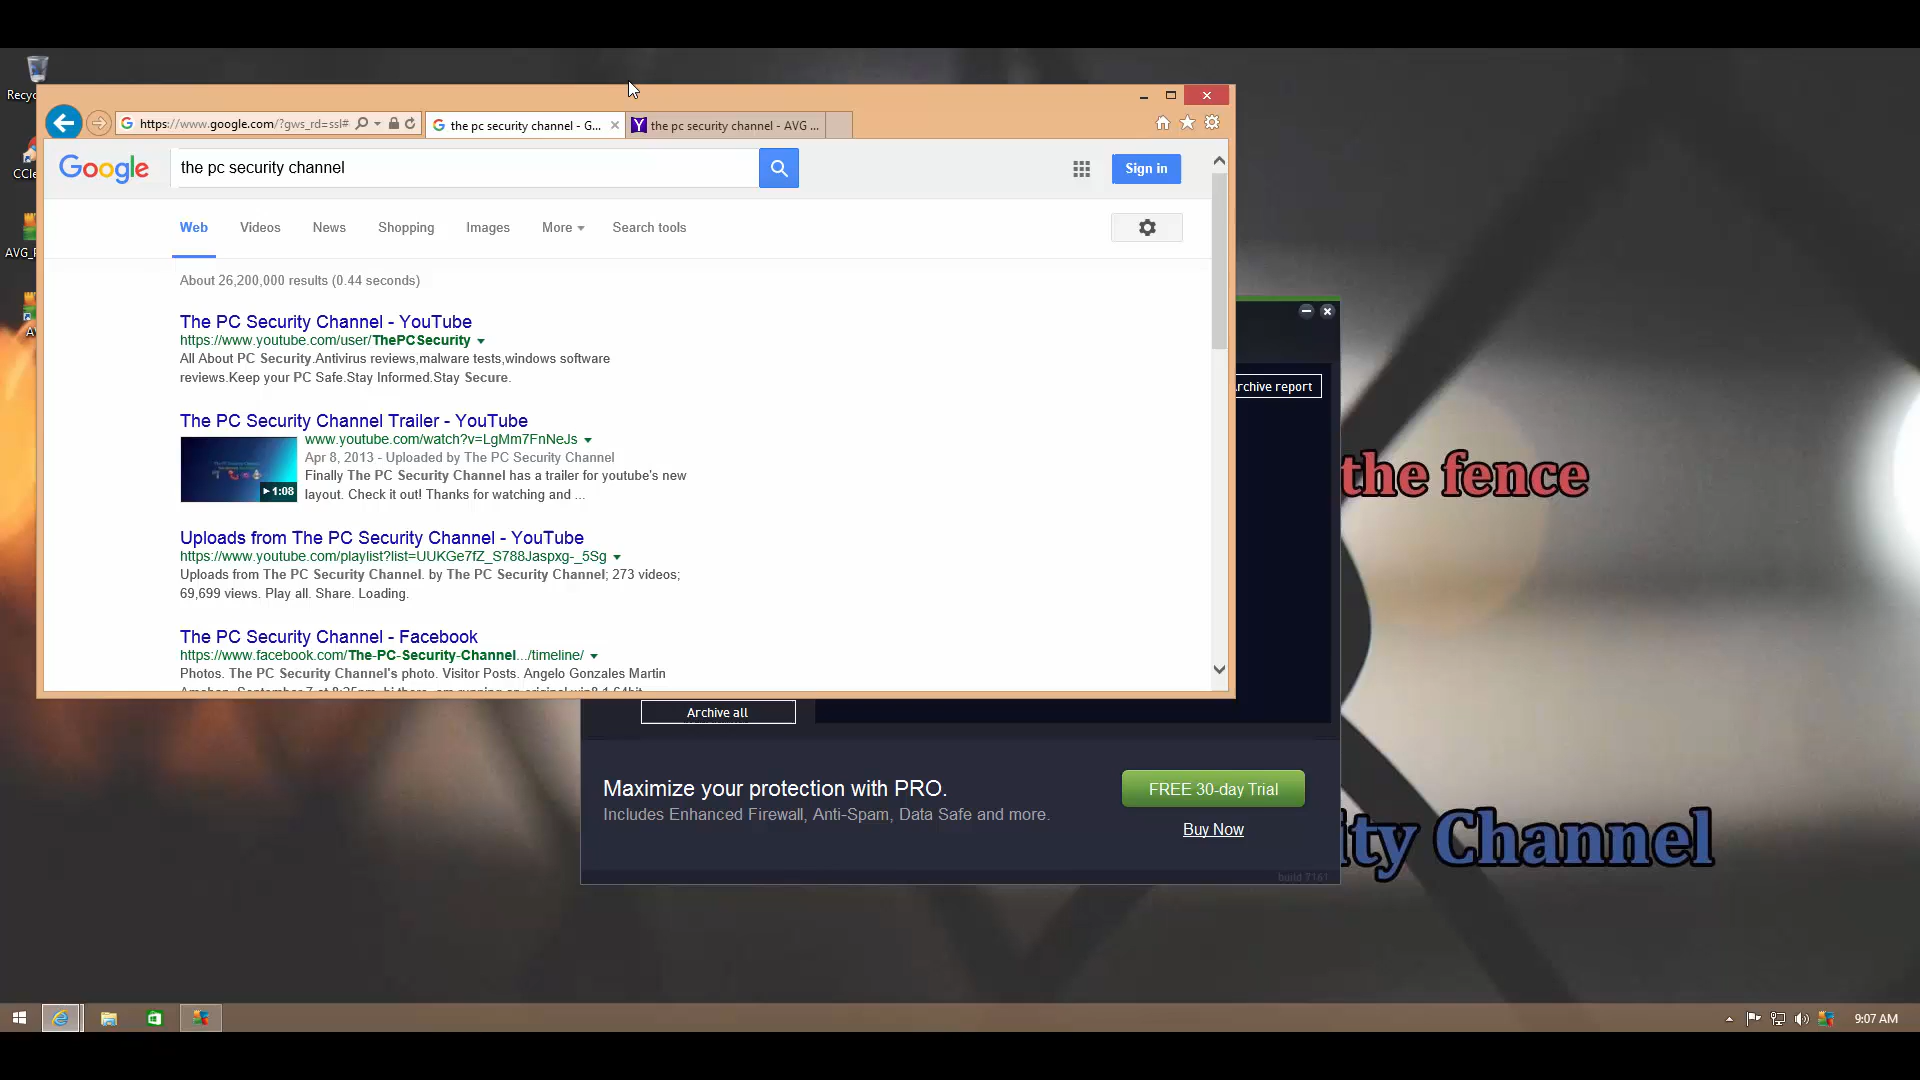 Recyc
CCle
AVG_
AV
https://www.google.com/?gws_rd=ssl#
the pc security channel - G...
the pc security channel - AVG ...
Google
the pc security channel
Sign in
Web
Videos
News
Shopping
Images
More
Search tools
About 26,200,000 results (0.44 seconds)
The PC Security Channel - YouTube
https://www.youtube.com/user/ThePCSecurity
All About PC Security.Antivirus reviews,malware tests,windows software
reviews.Keep your PC Safe.Stay Informed.Stay Secure.
The PC Security Channel Trailer - YouTube
www.youtube.com/watch?v=LgMm7FnNeJs
Apr 8, 2013 - Uploaded by The PC Security Channel
1:08
Finally The PC Security Channel has a trailer for youtube's new
layout. Check it out! Thanks for watching and ...
Uploads from The PC Security Channel - YouTube
https://www.youtube.com/playlist?list=UUKGe7fZ_S788Jaspxg-_5Sg
Uploads from The PC Security Channel. by The PC Security Channel; 273 videos;
69,699 views. Play all. Share. Loading.
The PC Security Channel - Facebook
https://www.facebook.com/The-PC-Security-Channel.../timeline/
Photos. The PC Security Channel's photo. Visitor Posts. Angelo Gonzales Martin
rchive report
the fence
Archive all
Maximize your protection with PRO.
Includes Enhanced Firewall, Anti-Spam, Data Safe and more.
FREE 30-day Trial
Buy Now
ity Channel
build 7161
9:07 AM